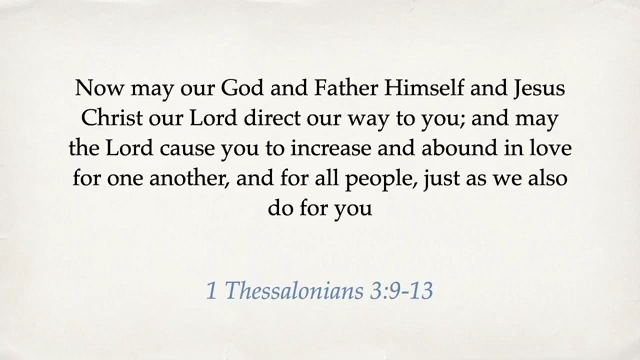 Now may our God and Father Himself and Jesus
Christ our Lord direct our way to you; and may
the Lord cause you to increase and abound in love
for one another, and for all people, just as we also
do for you
1 Thessalonians 3:9-13